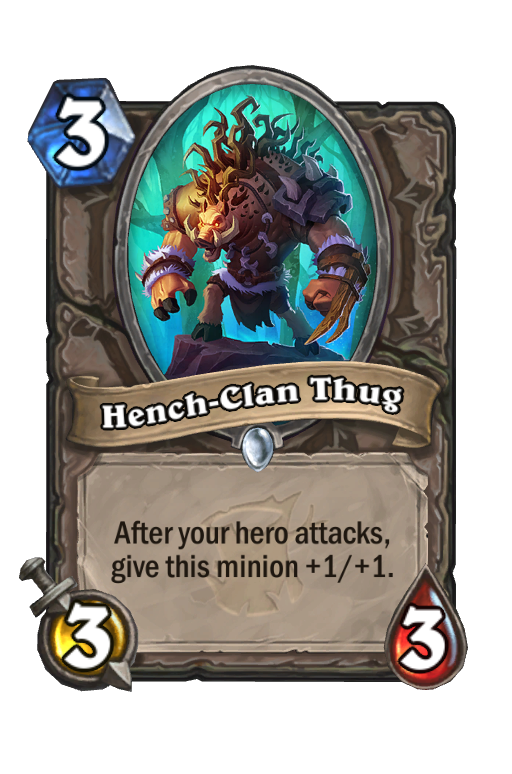 3
Hench-Clan Thug
After your hero attacks,
give this minion +1/+1.
3
3